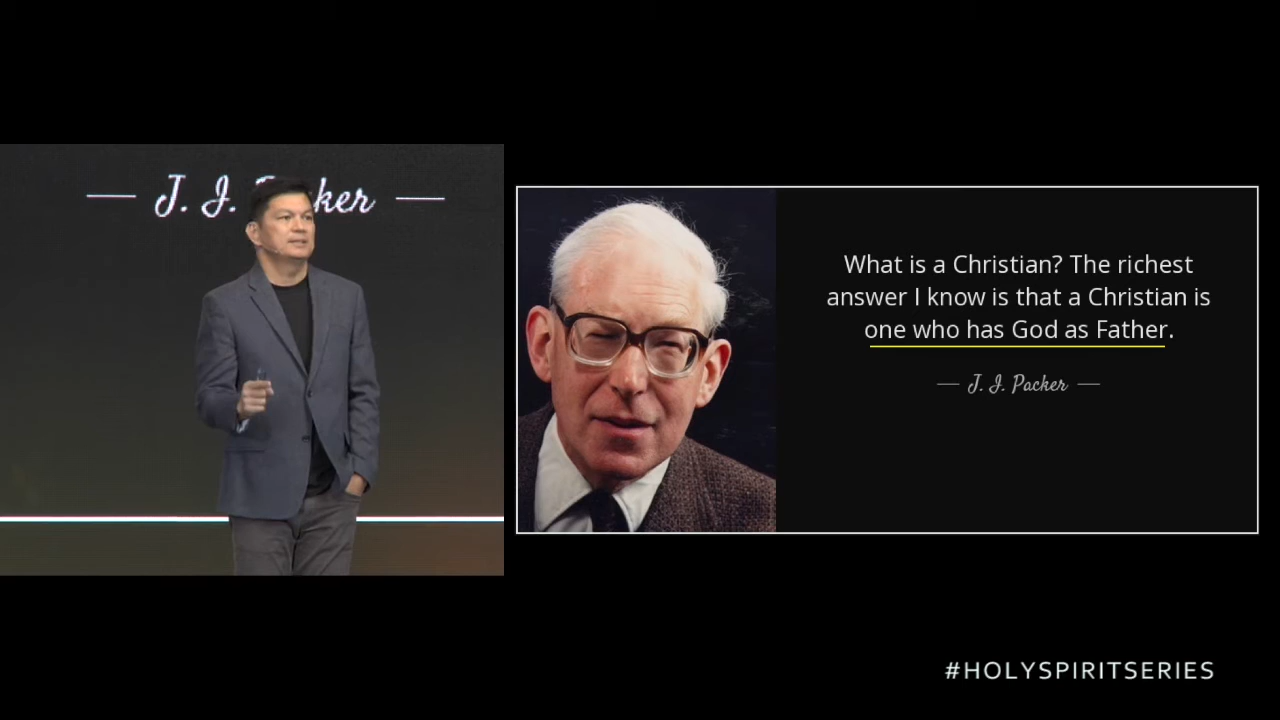 — J. J. ker —
What is a Christian? The richest
answer I know is that a Christian is
one who has God as Father.
— J. I. Packer —
#HOLYSPIRITSERIES